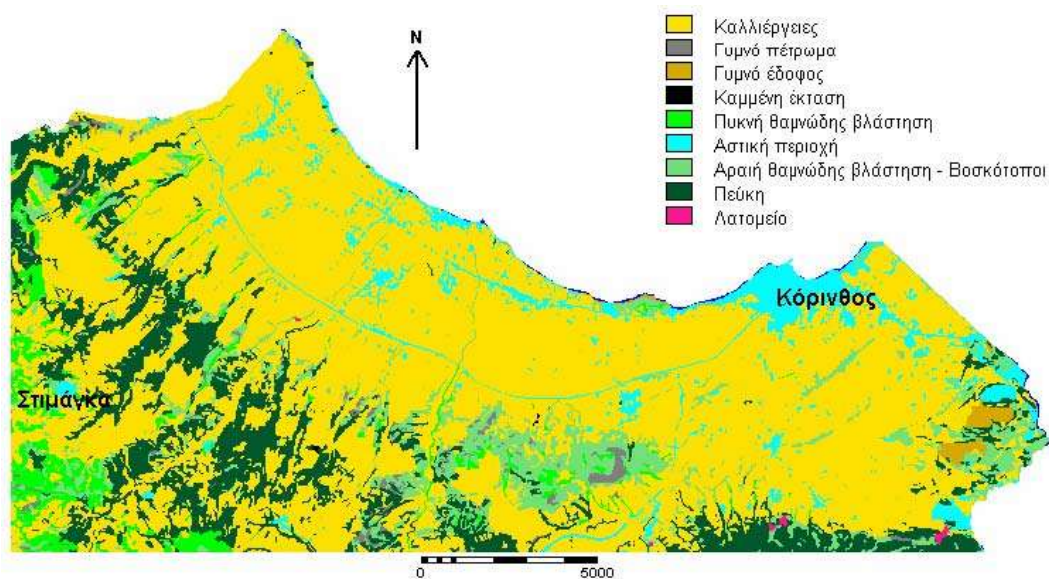 N
Καλλιέργειες
Γυμνό πέτρωμα
Γυμνό έδοφος
Καμμένη έκταση
Πυκνή θαμνώδης βλάστηση
Αστική περιοχή
Αραιή θαμνώδης βλάστηση - Βοσκότοποι
Πεύκη
Λατομείο
Κόρινθος
Στιμάγκα
0 5000